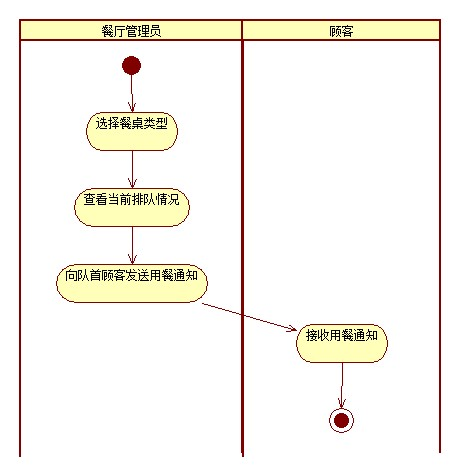 餐厅管理员
顾客
选择餐桌类型
查看当前排队情况
向队首顾客发送用餐通知
接收用餐通知